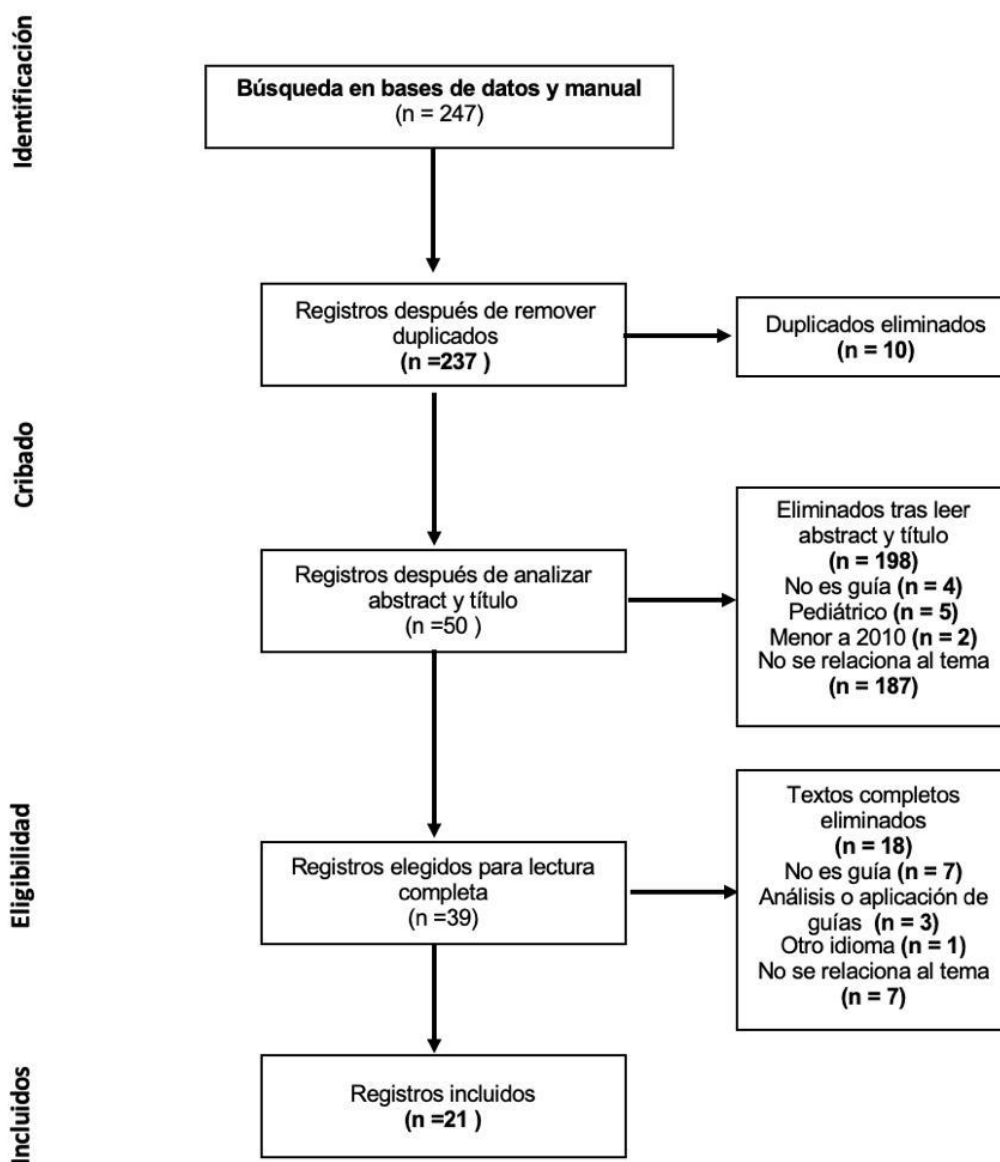 Identificación
Búsqueda en bases de datos y manual
(n = 247)
Registros después de remover
duplicados
(n =237 )
Duplicados eliminados
(n = 10)
Cribado
Registros después de analizar
abstract y título
(n =50 )
Eliminados tras leer
abstract y título
(n = 198)
No es guía (n = 4)
Pediátrico (n = 5)
Menor a 2010 (n = 2)
No se relaciona al tema
(n = 187)
Eligibilidad
Registros elegidos para lectura
completa
(n =39)
Textos completos
eliminados
(n = 18)
No es guía (n = 7)
Análisis o aplicación de
guías (n = 3)
Otro idioma (n = 1)
No se relaciona al tema
(n = 7)
Incluidos
Registros incluidos
(n =21 )